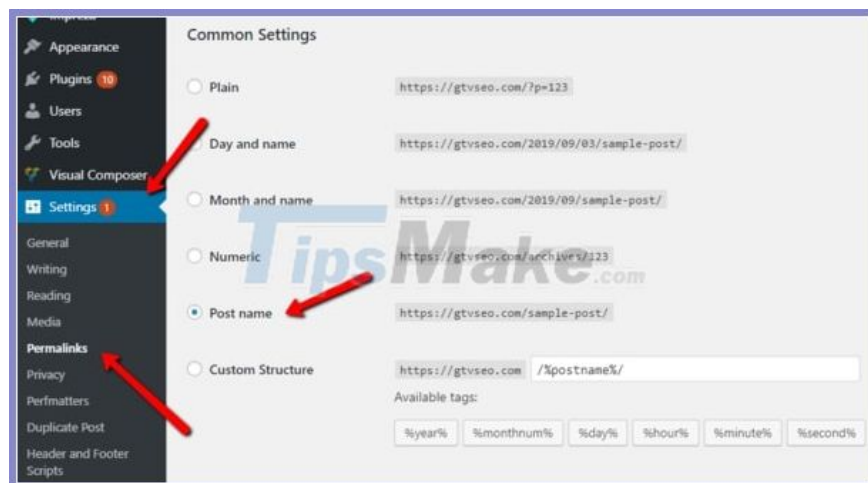 Appearance
Plugins 10
Users
Tools
Visual Composer
Settings 1
General
Writing
Reading
Media
Permalinks
Privacy
Perfmatters
Duplicate Post
Header and Footer
Scripts
Common Settings
Plain https://gtvseo.com/?p=123
Day and name https://gtvseo.com/2019/09/03/sample-post/
Month and name https://gtvseo.com/2019/09/sample-post/
Numeric https://gtvseo.com/archives/123
Post name https://gtvseo.com/sample-post/
Custom Structure https://gtvseo.com /%postname%/
Available tags:
%year% %monthnum% %day% %hour% %minute% %second%
TipsMake.com